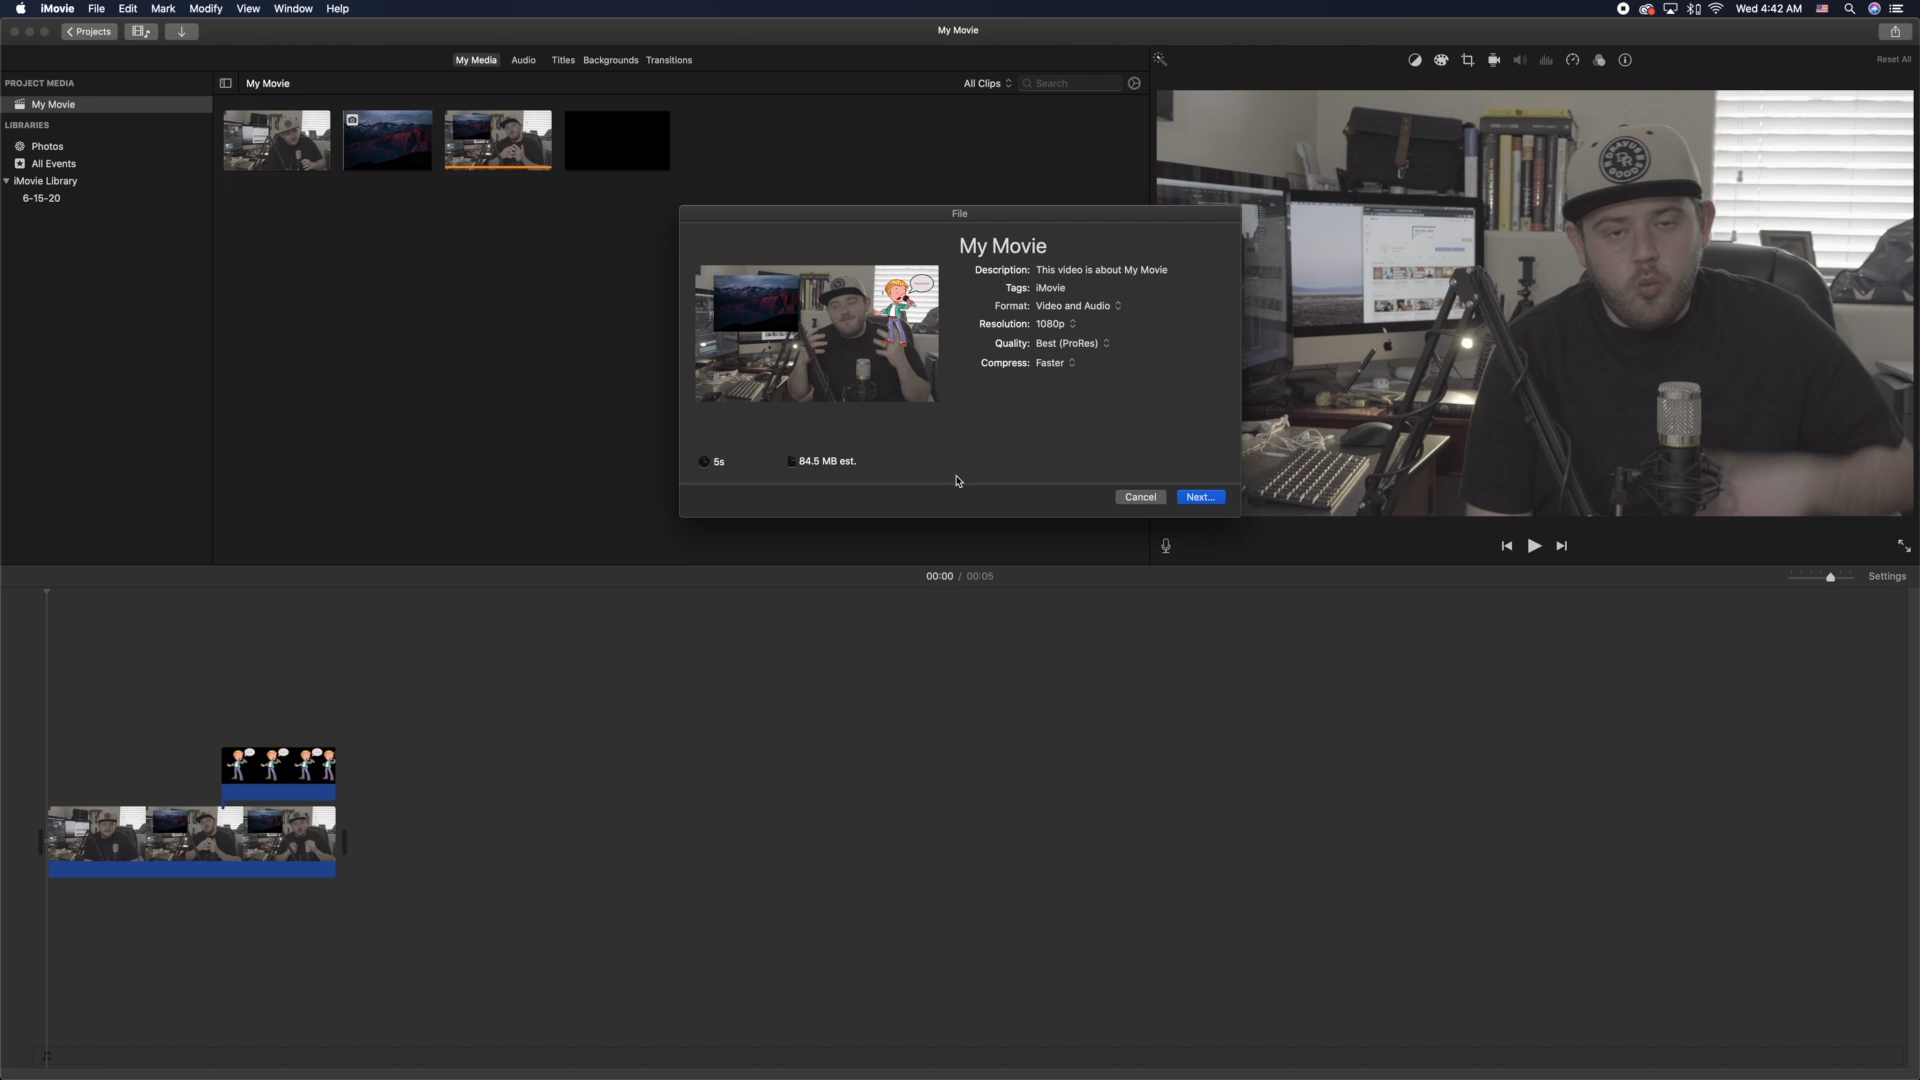 iMovie File Edit Mark Modify View Window Help
Wed 4:42 AM
Projects
My Movie
My Media Audio Titles Backgrounds Transitions
Reset All
PROJECT MEDIA
My Movie
LIBRARIES
Photos
All Events
iMovie Library
6-15-20
My Movie
All Clips
Search
File
My Movie
Description: This video is about My Movie
Tags: iMovie
Format: Video and Audio
Resolution: 1080p
Quality: Best (ProRes)
Compress: Faster
5s
84.5 MB est.
Cancel
Next...
00:00 / 00:05
Settings